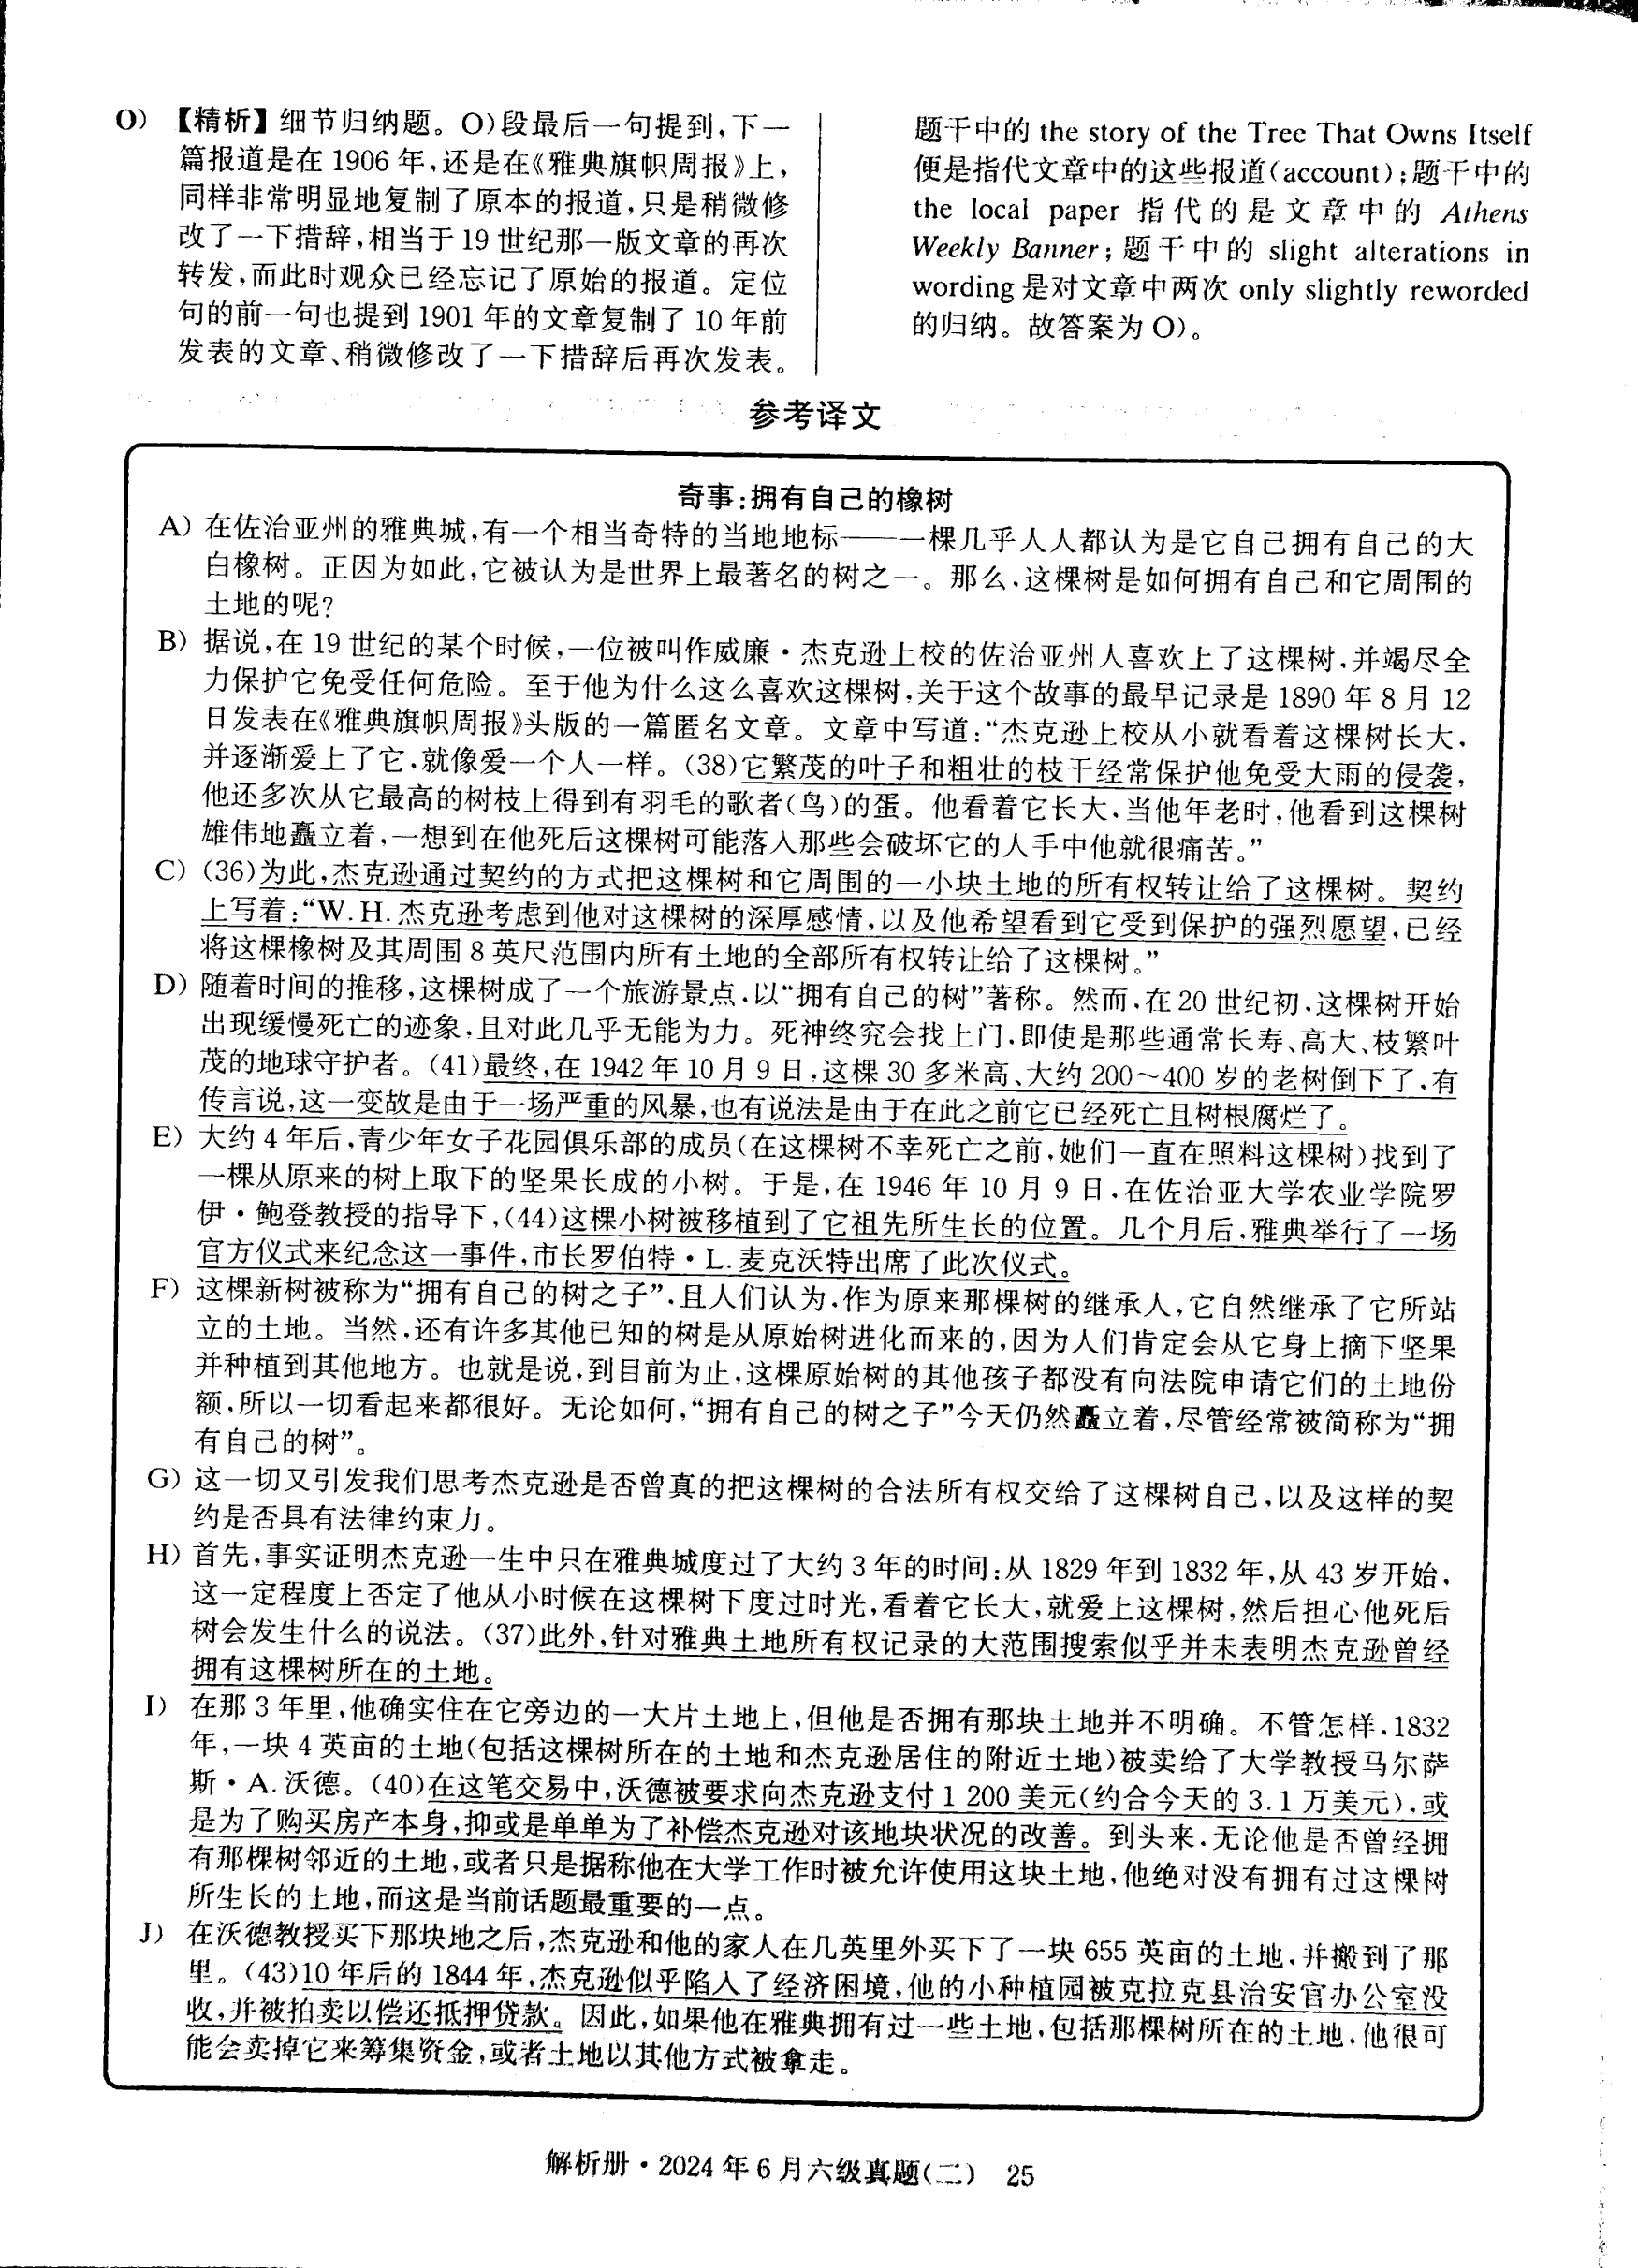 O) 【精析】细节归纳题。O)段最后一句提到,下一
篇报道是在 1906 年,还是在《雅典旗帜周报》上,
同样非常明显地复制了原本的报道,只是稍微修
改了一下措辞,相当于 19 世纪那一版文章的再次
转发,而此时观众已经忘记了原始的报道。定位
句的前一句也提到 1901 年的文章复制了 10 年前
发表的文章、稍微修改了一下措辞后再次发表。
题干中的 the story of the Tree That Owns Itself
便是指代文章中的这些报道(account);题干中的
the local paper 指代的是文章中的 Athens
Weekly Banner;题干中的 slight alterations in
wording 是对文章中两次 only slightly reworded
的归纳。故答案为 O)。
参考译文
奇事:拥有自己的橡树
A) 在佐治亚州的雅典城,有一个相当奇特的当地地标——一棵几乎人人都认为是它自己拥有自己的大
白橡树。正因为如此,它被认为是世界上最著名的树之一。那么,这棵树是如何拥有自己和它周围的
土地的呢?
B) 据说,在 19 世纪的某个时候,一位被叫作威廉·杰克逊上校的佐治亚州人喜欢上了这棵树,并竭尽全
力保护它免受任何危险。至于他为什么这么喜欢这棵树,关于这个故事的最早记录是 1890 年 8 月 12
日发表在《雅典旗帜周报》头版的一篇匿名文章。文章中写道:“杰克逊上校从小就看着这棵树长大,
并逐渐爱上了它,就像爱一个人一样。(38)它繁茂的叶子和粗壮的枝干经常保护他免受大雨的侵袭,
他还多次从它最高的树枝上得到有羽毛的歌者(鸟)的蛋。他看着它长大,当他年老时,他看到这棵树
雄伟地矗立着,一想到在他死后这棵树可能落入那些会破坏它的人手中他就很痛苦。”
C) (36)为此,杰克逊通过契约的方式把这棵树和它周围的一小块土地的所有权转让给了这棵树。契约
上写着:“W. H. 杰克逊考虑到他对这棵树的深厚感情,以及他希望看到它受到保护的强烈愿望,已经
将这棵橡树及其周围 8 英尺范围内所有土地的全部所有权转让给了这棵树。”
D) 随着时间的推移,这棵树成了一个旅游景点,以“拥有自己的树”著称。然而,在 20 世纪初,这棵树开始
出现缓慢死亡的迹象,且对此几乎无能为力。死神终究会找上门,即使是那些通常长寿、高大、枝繁叶
茂的地球守护者。(41)最终,在 1942 年 10 月 9 日,这棵 30 多米高、大约 200～400 岁的老树倒下了,有
传言说,这一变故是由于一场严重的风暴,也有说法是由于在此之前它已经死亡且树根腐烂了。
E) 大约 4 年后,青少年女子花园俱乐部的成员(在这棵树不幸死亡之前,她们一直在照料这棵树)找到了
一棵从原来的树上取下的坚果长成的小树。于是,在 1946 年 10 月 9 日,在佐治亚大学农业学院罗
伊·鲍登教授的指导下,(44)这棵小树被移植到了它祖先所生长的位置。几个月后,雅典举行了一场
官方仪式来纪念这一事件,市长罗伯特·L. 麦克沃特出席了此次仪式。
F) 这棵新树被称为“拥有自己的树之子”,且人们认为,作为原来那棵树的继承人,它自然继承了它所站
立的土地。当然,还有许多其他已知的树是从原始树进化而来的,因为人们肯定会从它身上摘下坚果
并种植到其他地方。也就是说,到目前为止,这棵原始树的其他孩子都没有向法院申请它们的土地份
额,所以一切看起来都很好。无论如何,“拥有自己的树之子”今天仍然矗立着,尽管经常被简称为“拥
有自己的树”。
G) 这一切又引发我们思考杰克逊是否曾真的把这棵树的合法所有权交给了这棵树自己,以及这样的契
约是否具有法律约束力。
H) 首先,事实证明杰克逊一生中只在雅典城度过了大约 3 年的时间:从 1829 年到 1832 年,从 43 岁开始,
这一定程度上否定了他从小时候在这棵树下度过时光,看着它长大,就爱上这棵树,然后担心他死后
树会发生什么的说法。(37)此外,针对雅典土地所有权记录的大范围搜索似乎并未表明杰克逊曾经
拥有这棵树所在的土地。
I) 在那 3 年里,他确实住在它旁边的一大片土地上,但他是否拥有那块土地并不明确。不管怎样,1832
年,一块 4 英亩的土地(包括这棵树所在的土地和杰克逊居住的附近土地)被卖给了大学教授马尔萨
斯·A. 沃德。(40)在这笔交易中,沃德被要求向杰克逊支付 1 200 美元(约合今天的 3.1 万美元),或
是为了购买房产本身,抑或是单单为了补偿杰克逊对该地块状况的改善。到头来,无论他是否曾经拥
有那棵树邻近的土地,或者只是据称他在大学工作时被允许使用这块土地,他绝对没有拥有过这棵树
所生长的土地,而这是当前话题最重要的一点。
J) 在沃德教授买下那块地之后,杰克逊和他的家人在几英里外买下了一块 655 英亩的土地,并搬到了那
里。(43)10 年后的 1844 年,杰克逊似乎陷入了经济困境,他的小种植园被克拉克县治安官办公室没
收,并被拍卖以偿还抵押贷款。因此,如果他在雅典拥有过一些土地,包括那棵树所在的土地,他很可
能会卖掉它来筹集资金,或者土地以其他方式被拿走。
解析册·2024 年 6 月六级真题(二) 25